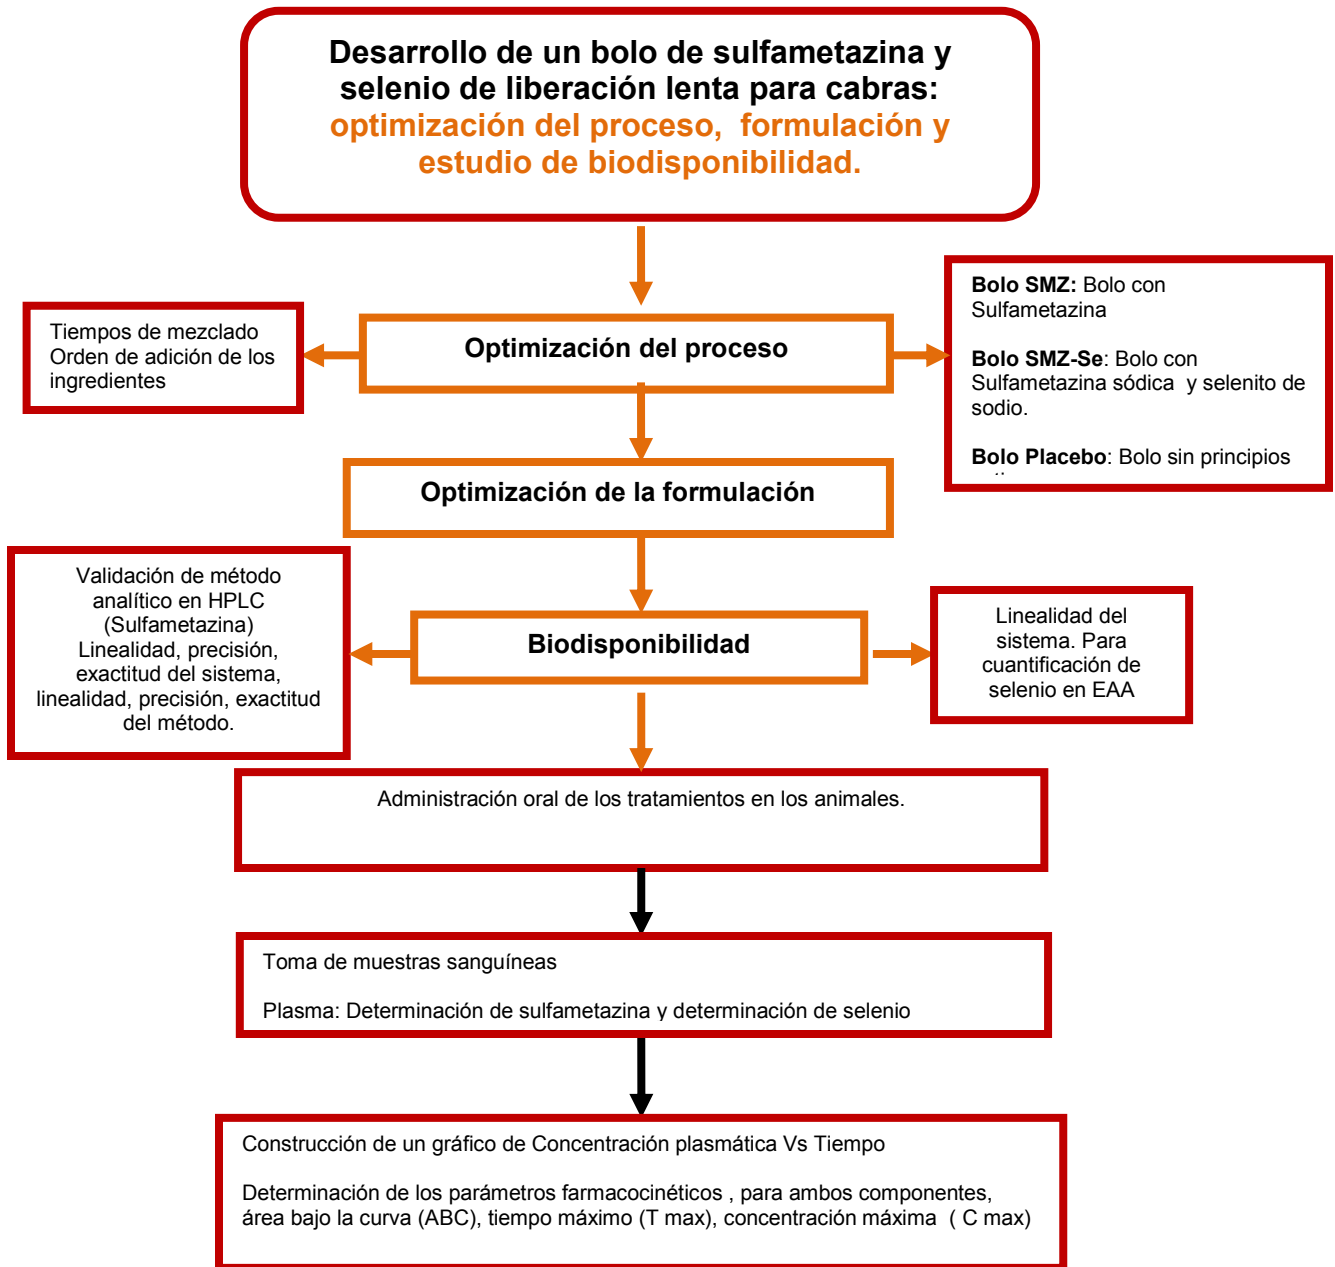 Desarrollo de un bolo de sulfametazina y
selenio de liberación lenta para cabras:
optimización del proceso, formulación y
estudio de biodisponibilidad.
Tiempos de mezclado
Orden de adición de los
ingredientes
Optimización del proceso
Bolo SMZ: Bolo con
Sulfametazina
Bolo SMZ-Se: Bolo con
Sulfametazina sódica y selenito de
sodio.
Bolo Placebo: Bolo sin principios
Optimización de la formulación
Validación de método
analítico en HPLC
(Sulfametazina)
Linealidad, precisión,
exactitud del sistema,
linealidad, precisión, exactitud
del método.
Biodisponibilidad
Linealidad del
sistema. Para
cuantificación de
selenio en EAA
Administración oral de los tratamientos en los animales.
Toma de muestras sanguíneas
Plasma: Determinación de sulfametazina y determinación de selenio
Construcción de un gráfico de Concentración plasmática Vs Tiempo
Determinación de los parámetros farmacocinéticos , para ambos componentes,
área bajo la curva (ABC), tiempo máximo (T max), concentración máxima ( C max)